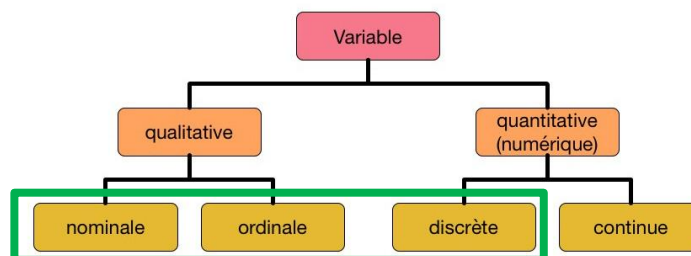 Variable
qualitative
quantitative
(numérique)
nominale
ordinale
discrète
continue